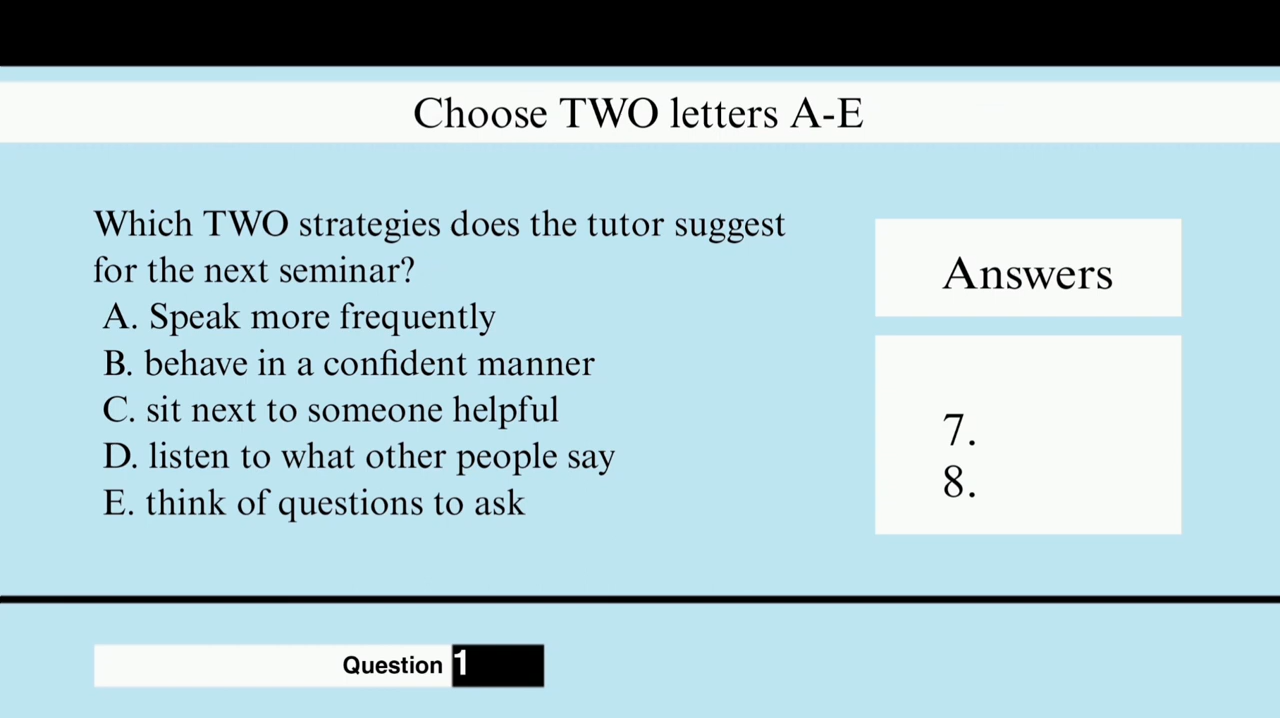 Choose TWO letters A-E
Which TWO strategies does the tutor suggest
for the next seminar?
A. Speak more frequently
B. behave in a confident manner
C. sit next to someone helpful
D. listen to what other people say
E. think of questions to ask
Answers
7.
8.
Question 1